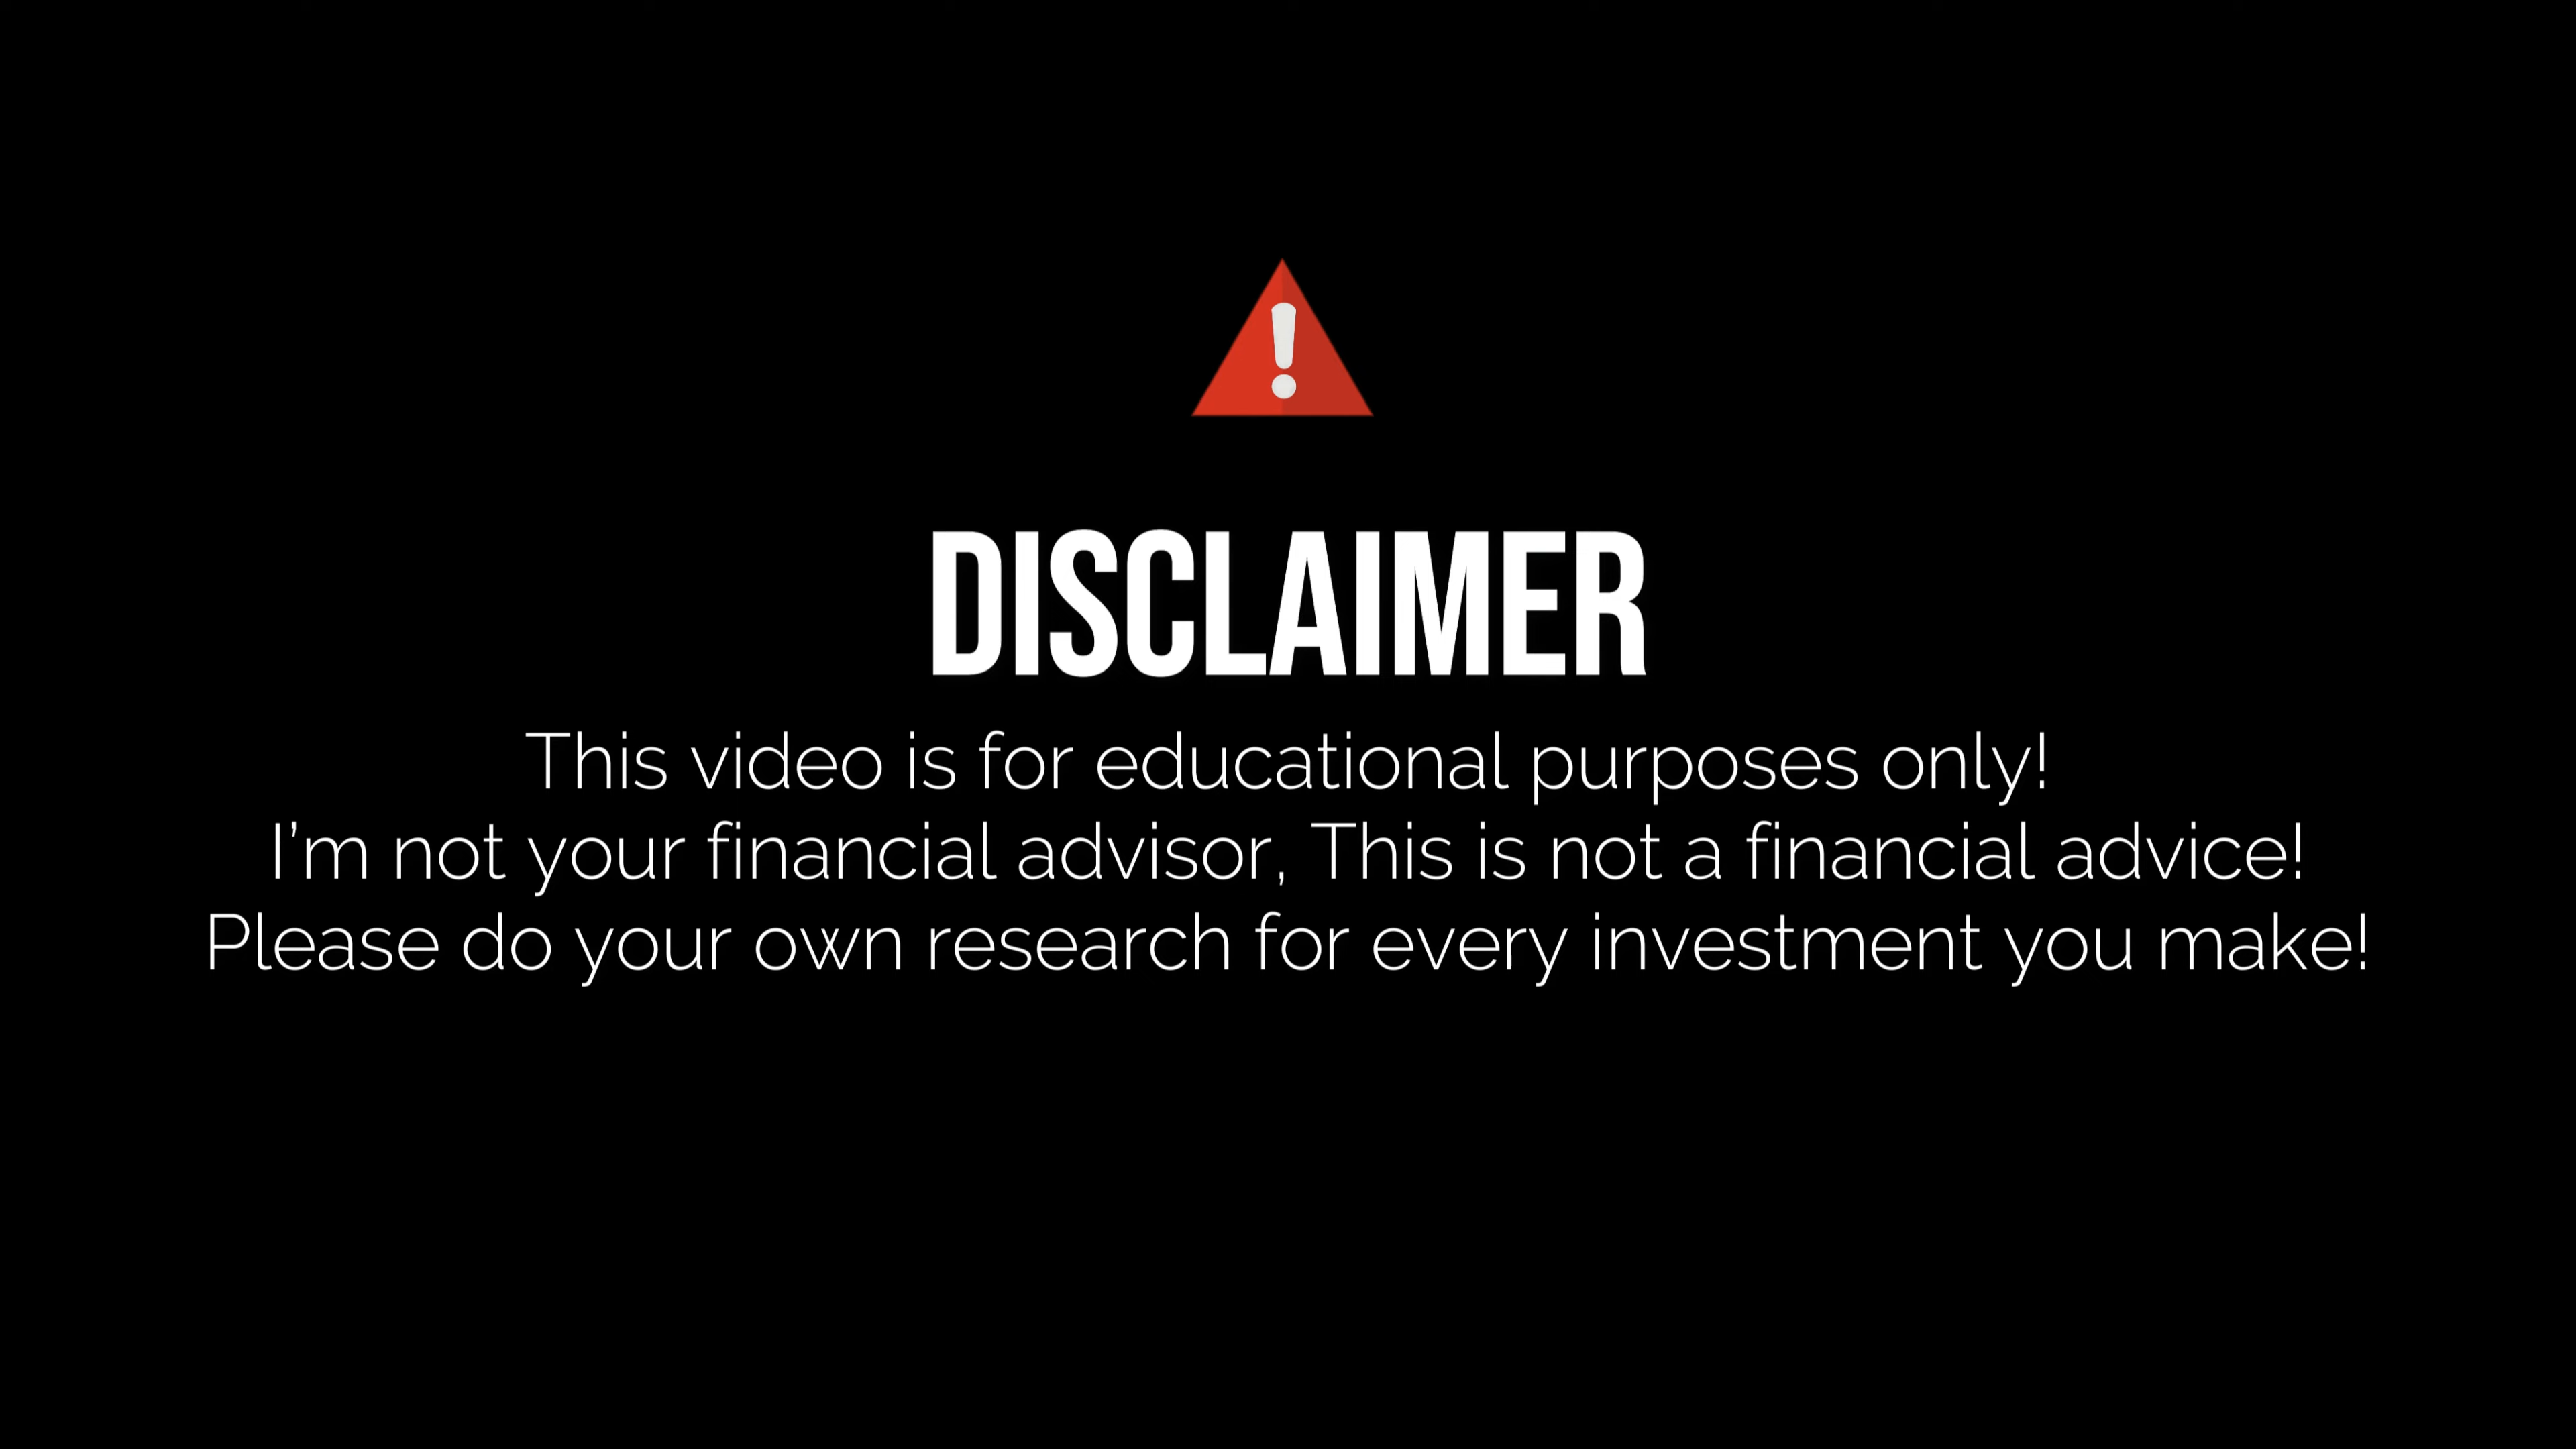 DISCLAIMER
This video is for educational purposes only!
I'm not your financial advisor, This is not a financial advice!
Please do your own research for every investment you make!